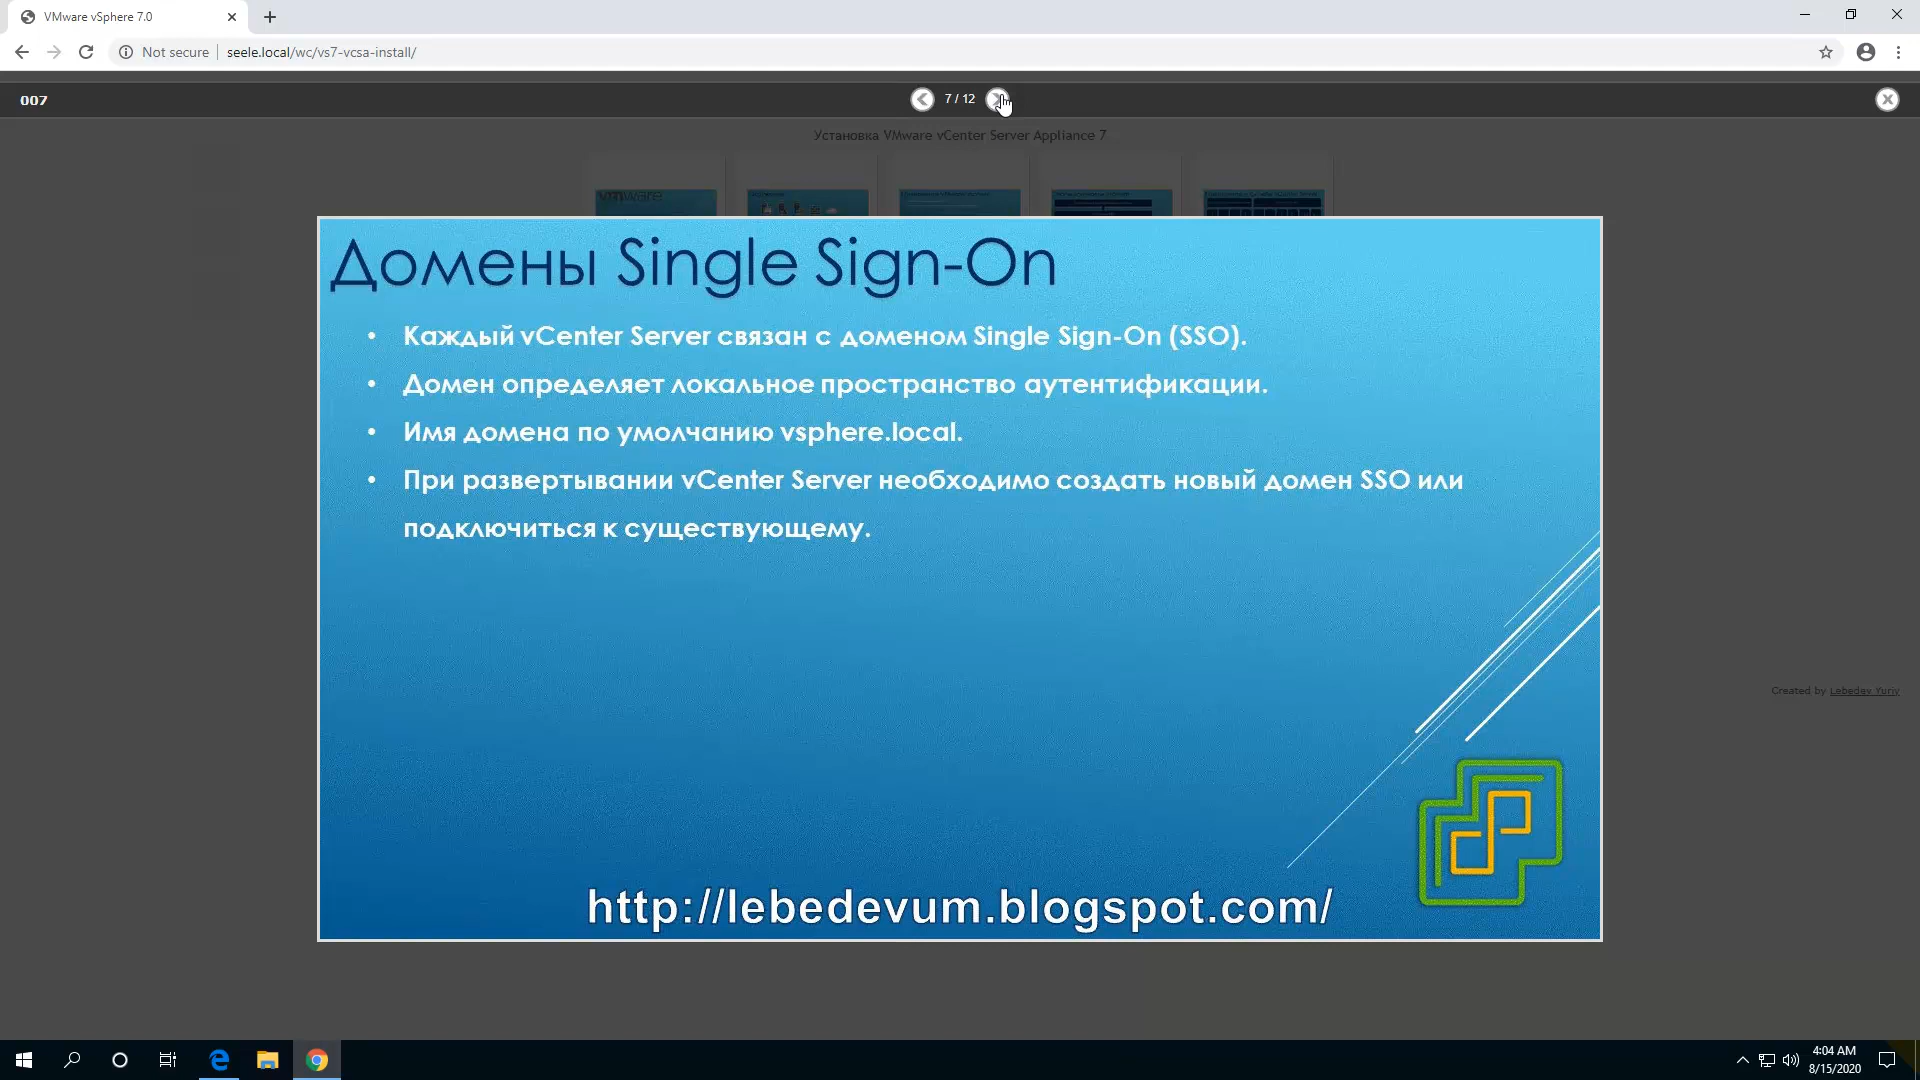 VMware vSphere 7.0
Not secure
seele.local/wc/vs7-vcsa-install/
007
7 / 12
Установка VMware vCenter Server Appliance 7
vmware
Домены Single Sign-On
• Каждый vCenter Server связан с доменом Single Sign-On (SSO).
• Домен определяет локальное пространство аутентификации.
• Имя домена по умолчанию vsphere.local.
• При развертывании vCenter Server необходимо создать новый домен SSO или
подключиться к существующему.
Created by Lebedev Yuriy
http://lebedevum.blogspot.com/
4:04 AM
8/15/2020